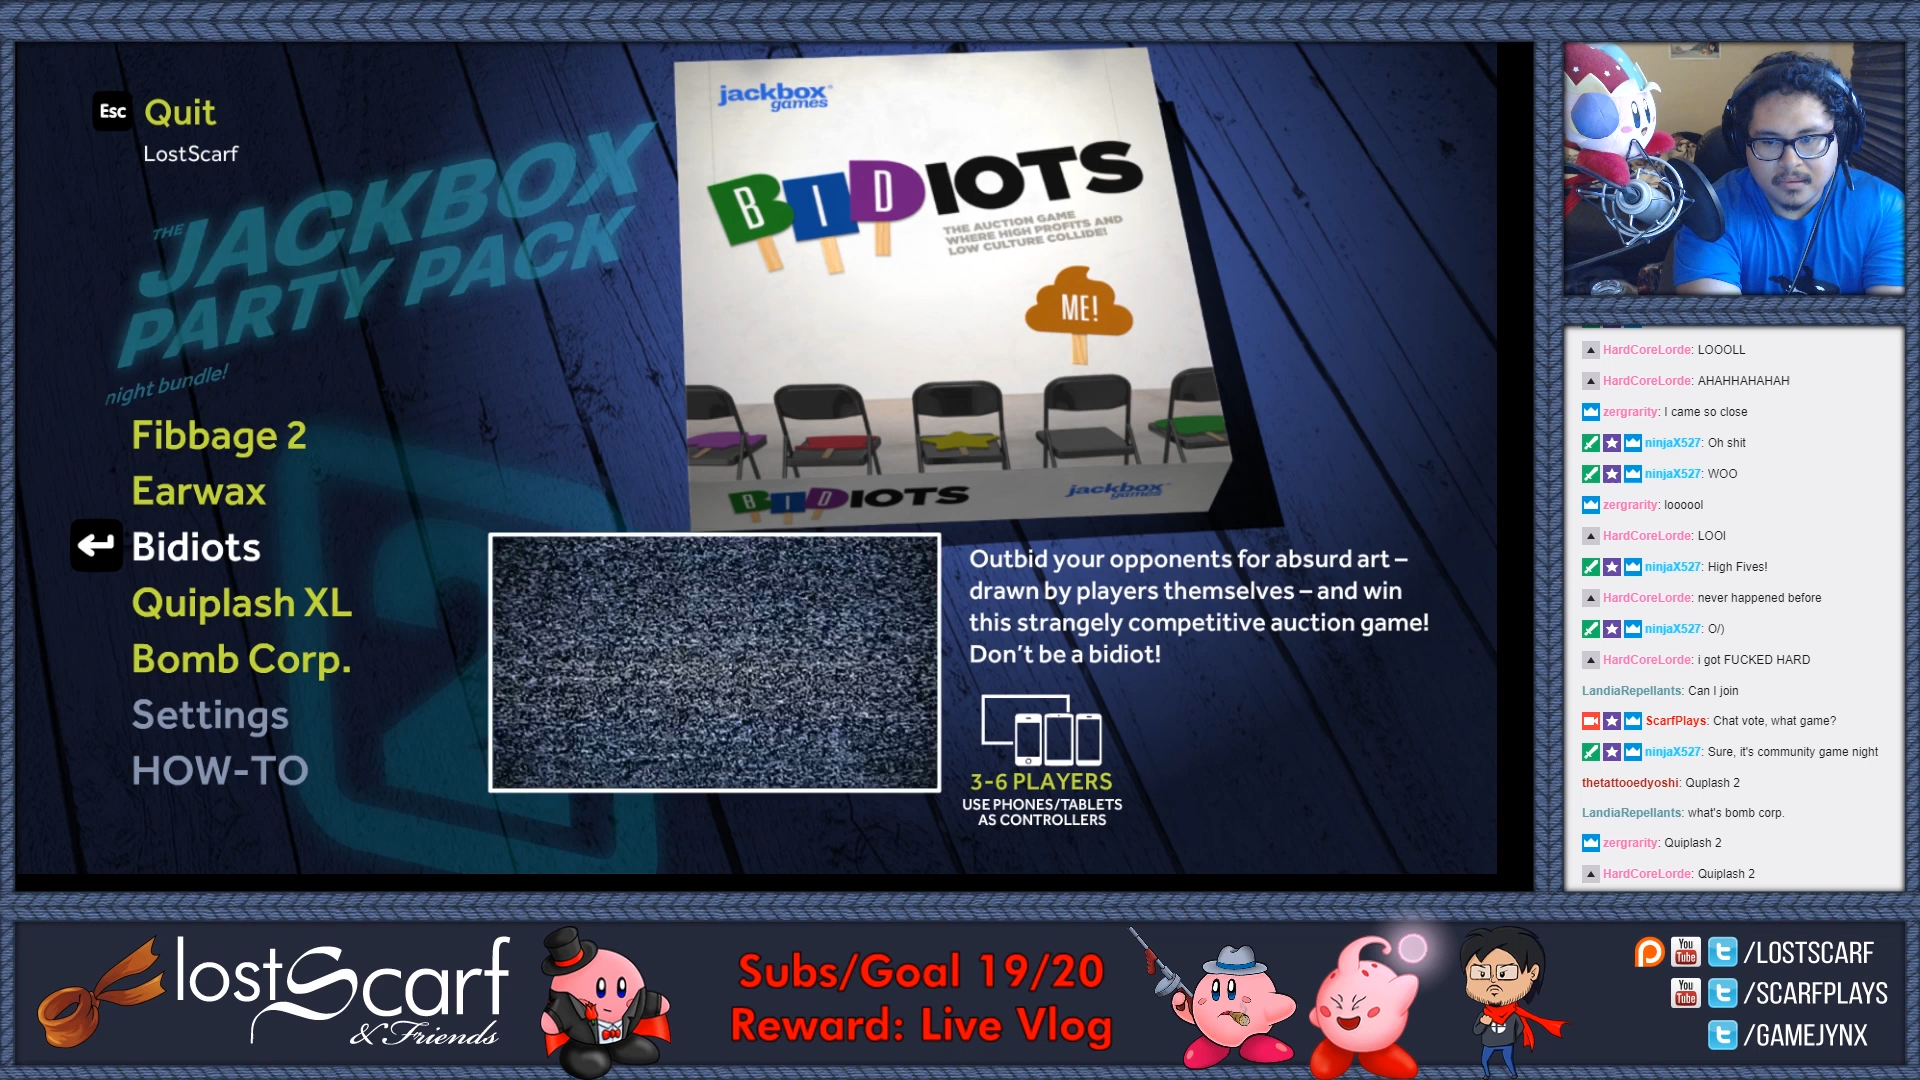 Esc Quit
LostScarf
THE
JACKBOX
PARTY PACK
night bundle!
Fibbage 2
Earwax
Bidiots
Quiplash XL
Bomb Corp.
Settings
HOW-TO
jackbox
games
BIDIOTS
THE AUCTION GAME
WHERE HIGH PROFITS AND
LOW CULTURE COLLIDE!
ME!
BIDIOTS
jackbox
games
Outbid your opponents for absurd art –
drawn by players themselves – and win
this strangely competitive auction game!
Don't be a bidiot!
3-6 PLAYERS
USE PHONES/TABLETS
AS CONTROLLERS
HardCoreLorde: LOOOLL
HardCoreLorde: AHAHHAHAHAH
zergrarity: I came so close
ninjaX527: Oh shit
ninjaX527: WOO
zergrarity: loooool
HardCoreLorde: LOOl
ninjaX527: High Fives!
HardCoreLorde: never happened before
ninjaX527: O/)
HardCoreLorde: i got FUCKED HARD
LandiaRepellants: Can I join
ScarfPlays: Chat vote, what game?
ninjaX527: Sure, it's community game night
thetattooedyoshi: Quplash 2
LandiaRepellants: what's bomb corp.
zergrarity: Quiplash 2
HardCoreLorde: Quiplash 2
lostScarf
& Friends
Subs/Goal 19/20
Reward: Live Vlog
You Tube /LOSTSCARF
You Tube /SCARFPLAYS
/GAMEJYNX